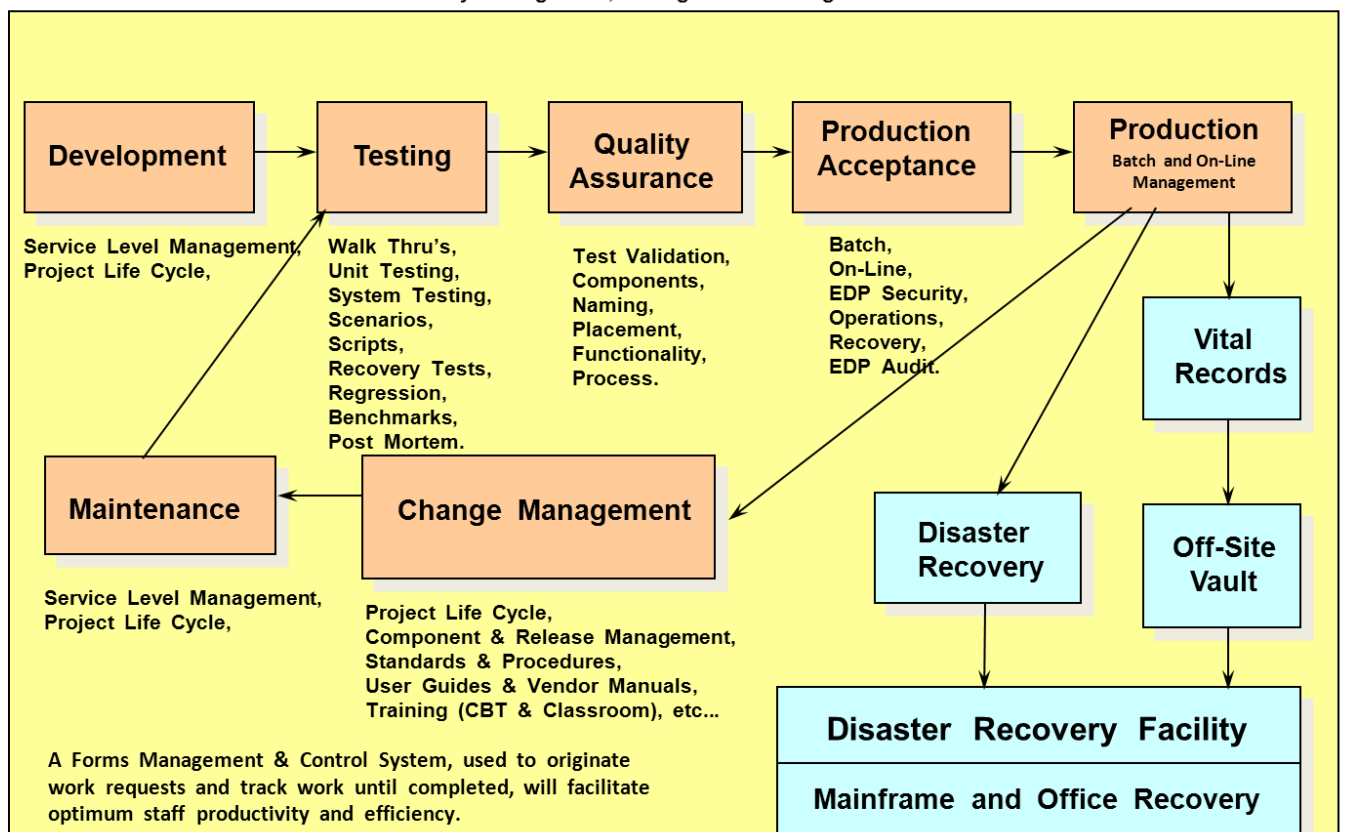 Development
Testing
Quality
Assurance
Production
Acceptance
Production
Batch and On-Line
Management
Service Level Management,
Project Life Cycle,
Walk Thru's,
Unit Testing,
System Testing,
Scenarios,
Scripts,
Recovery Tests,
Regression,
Benchmarks,
Post Mortem.
Test Validation,
Components,
Naming,
Placement,
Functionality,
Process.
Batch,
On-Line,
EDP Security,
Operations,
Recovery,
EDP Audit.
Vital
Records
Maintenance
Change Management
Disaster
Recovery
Off-Site
Vault
Service Level Management,
Project Life Cycle,
Project Life Cycle,
Component & Release Management,
Standards & Procedures,
User Guides & Vendor Manuals,
Training (CBT & Classroom), etc...
Disaster Recovery Facility
Mainframe and Office Recovery
A Forms Management & Control System, used to originate
work requests and track work until completed, will facilitate
optimum staff productivity and efficiency.